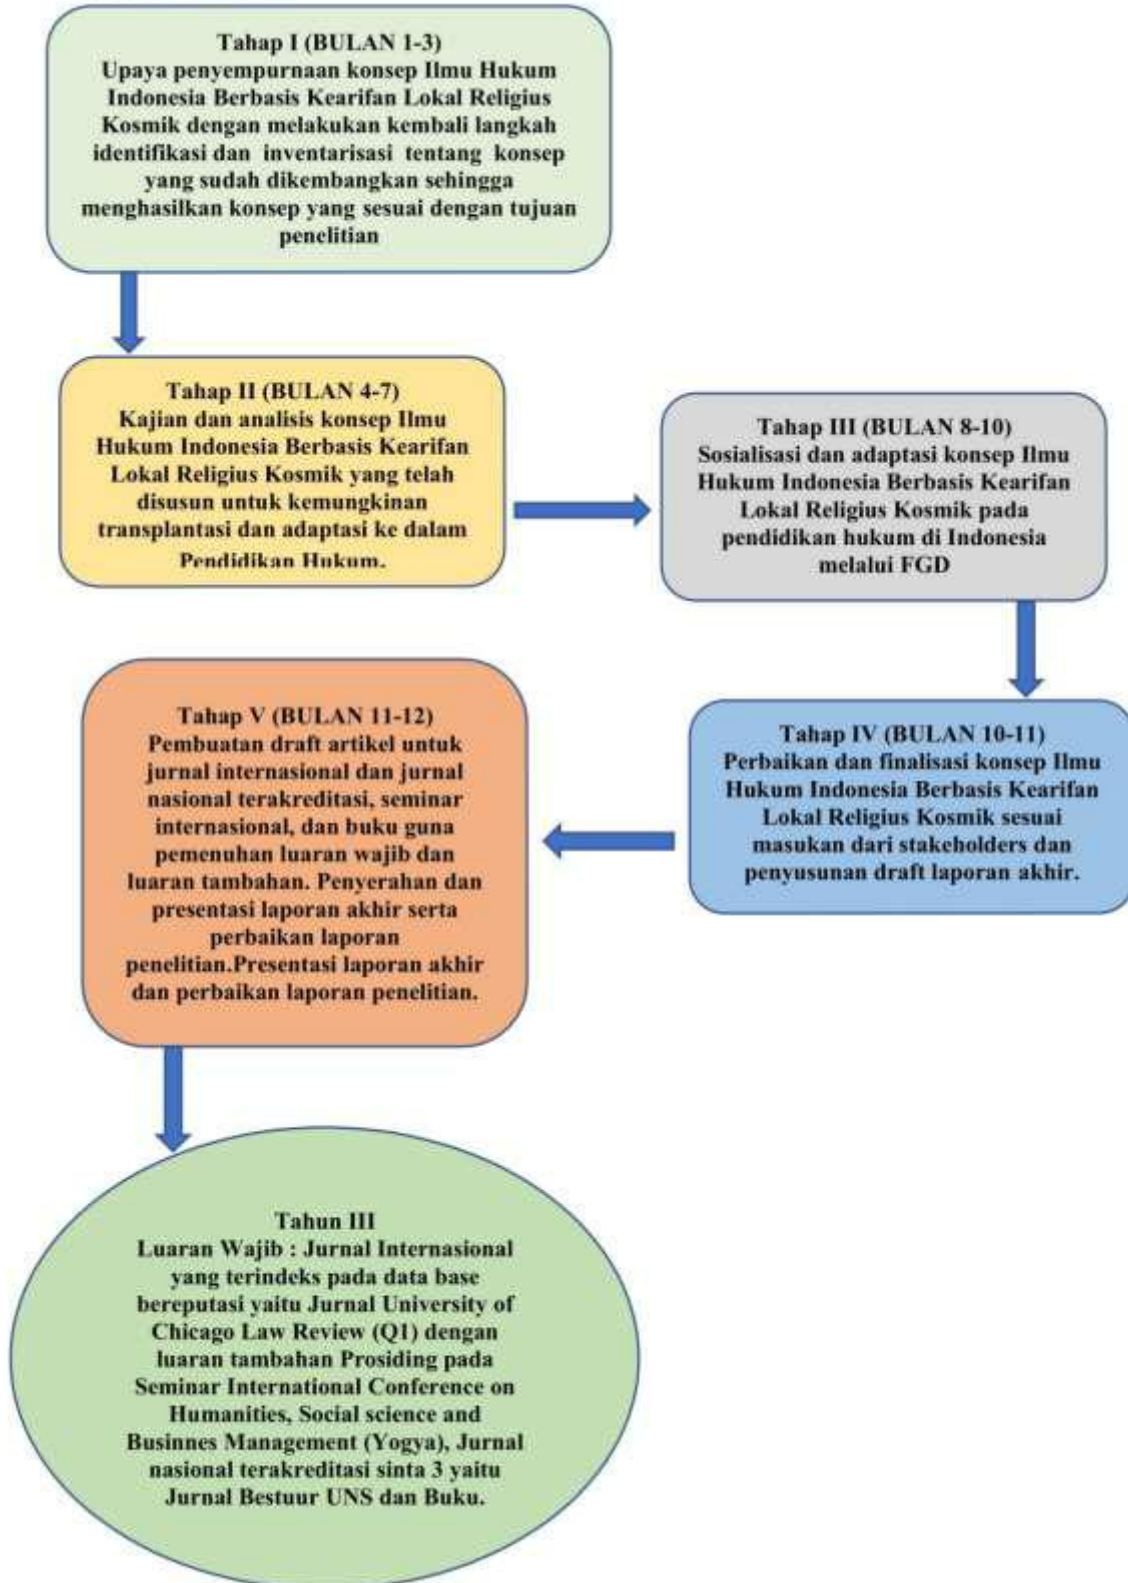 Tahap I (BULAN 1-3)
Upaya penyempurnaan konsep Ilmu Hukum
Indonesia Berbasis Kearifan Lokal Religius
Kosmik dengan melakukan kembali langkah
identifikasi dan inventarisasi tentang konsep
yang sudah dikembangkan sehingga
menghasilkan konsep yang sesuai dengan tujuan
penelitian
Tahap II (BULAN 4-7)
Kajian dan analisis konsep Ilmu
Hukum Indonesia Berbasis Kearifan
Lokal Religius Kosmik yang telah
disusun untuk kemungkinan
transplantasi dan adaptasi ke dalam
Pendidikan Hukum.
Tahap III (BULAN 8-10)
Sosialisasi dan adaptasi konsep Ilmu
Hukum Indonesia Berbasis Kearifan
Lokal Religius Kosmik pada
pendidikan hukum di Indonesia
melalui FGD
Tahap IV (BULAN 10-11)
Perbaikan dan finalisasi konsep Ilmu
Hukum Indonesia Berbasis Kearifan
Lokal Religius Kosmik sesuai
masukan dari stakeholders dan
penyusunan draft laporan akhir.
Tahap V (BULAN 11-12)
Pembuatan draft artikel untuk
jurnal internasional dan jurnal
nasional terakreditasi, seminar
internasional, dan buku guna
pemenuhan luaran wajib dan
luaran tambahan. Penyerahan dan
presentasi laporan akhir serta
perbaikan laporan
penelitian.Presentasi laporan akhir
dan perbaikan laporan penelitian.
Tahun III
Luaran Wajib : Jurnal Internasional
yang terindeks pada data base
bereputasi yaitu Jurnal University of
Chicago Law Review (Q1) dengan
luaran tambahan Prosiding pada
Seminar International Conference on
Humanities, Social science and
Businnes Management (Yogya), Jurnal
nasional terakreditasi sinta 3 yaitu
Jurnal Bestuur UNS dan Buku.